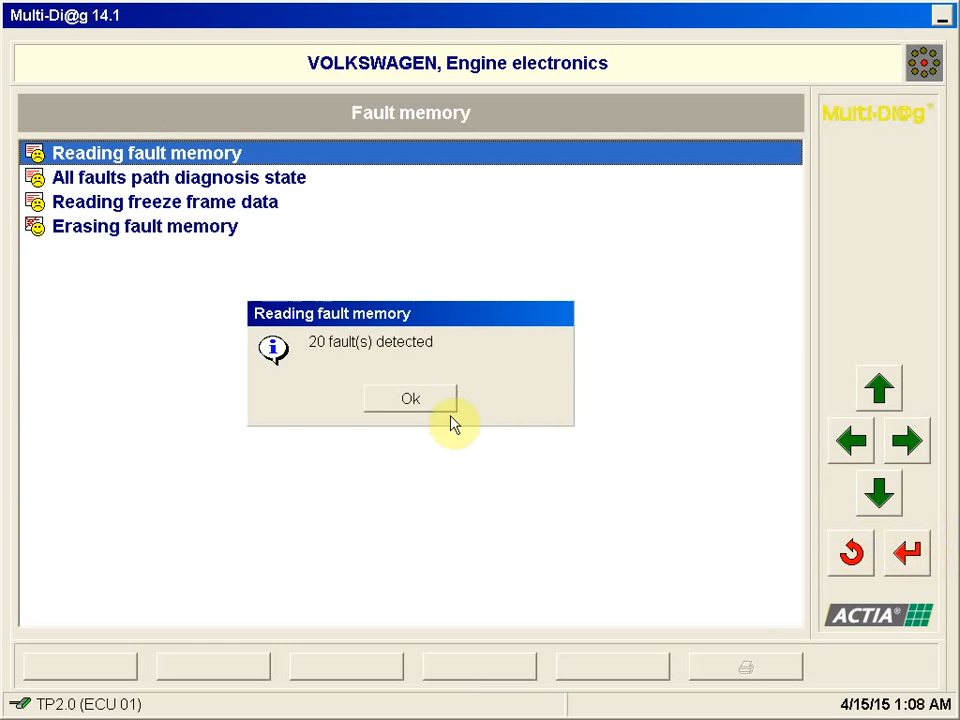 Multi-Di@g 14.1
VOLKSWAGEN, Engine electronics
Fault memory
Multi-Di@g®
Reading fault memory
All faults path diagnosis state
Reading freeze frame data
Erasing fault memory
Reading fault memory
20 fault(s) detected
Ok
ACTIA®
TP2.0 (ECU 01)
4/15/15 1:08 AM